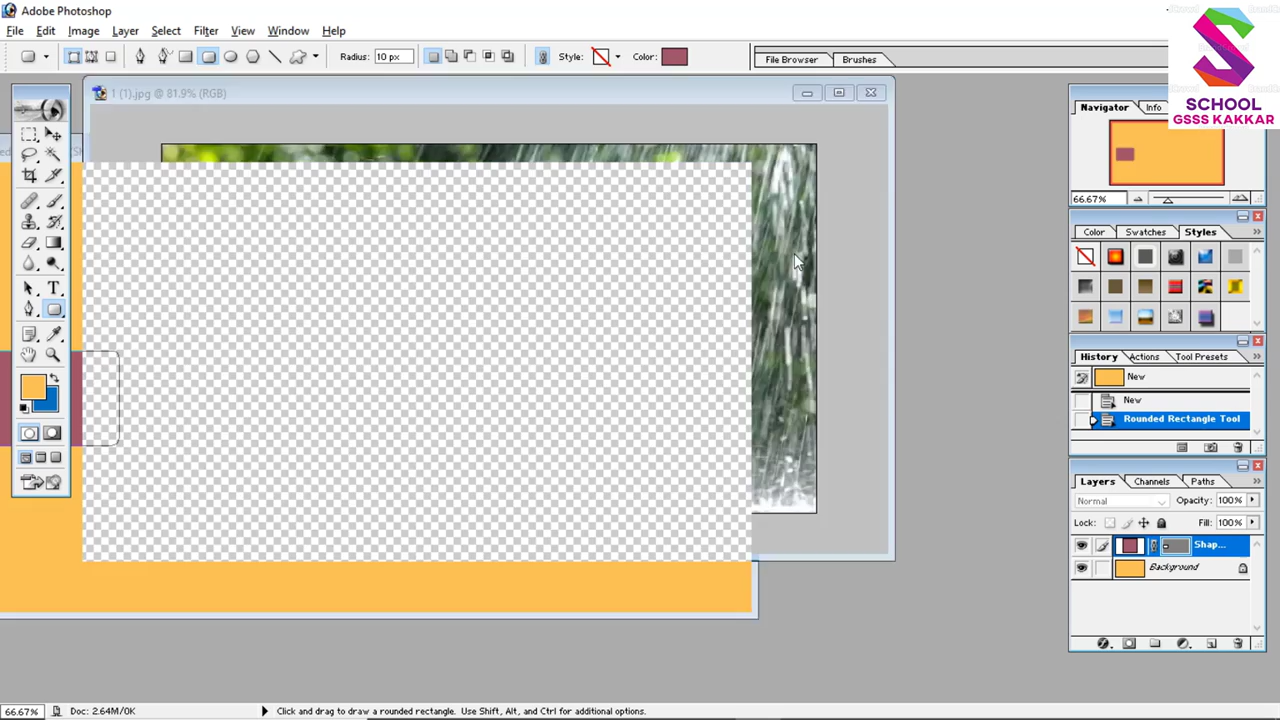 Adobe Photoshop
File Edit Image Layer Select Filter View Window Help
Radius: 10 px Style: Color: File Browser Brushes
SCHOOL
GSSS KAKKAR
1 (1).jpg @ 81.9% (RGB)
Navigator Info
66.67%
Color Swatches Styles
History Actions Tool Presets
New
New
Rounded Rectangle Tool
Layers Channels Paths
Normal Opacity: 100%
Lock: Fill: 100%
Shap...
Background
66.67% Doc: 2.64M/0K Click and drag to draw a rounded rectangle. Use Shift, Alt, and Ctrl for additional options.